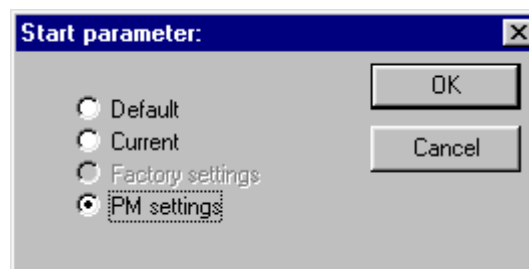 Start parameter:
Default
Current
Factory settings
PM settings
OK
Cancel